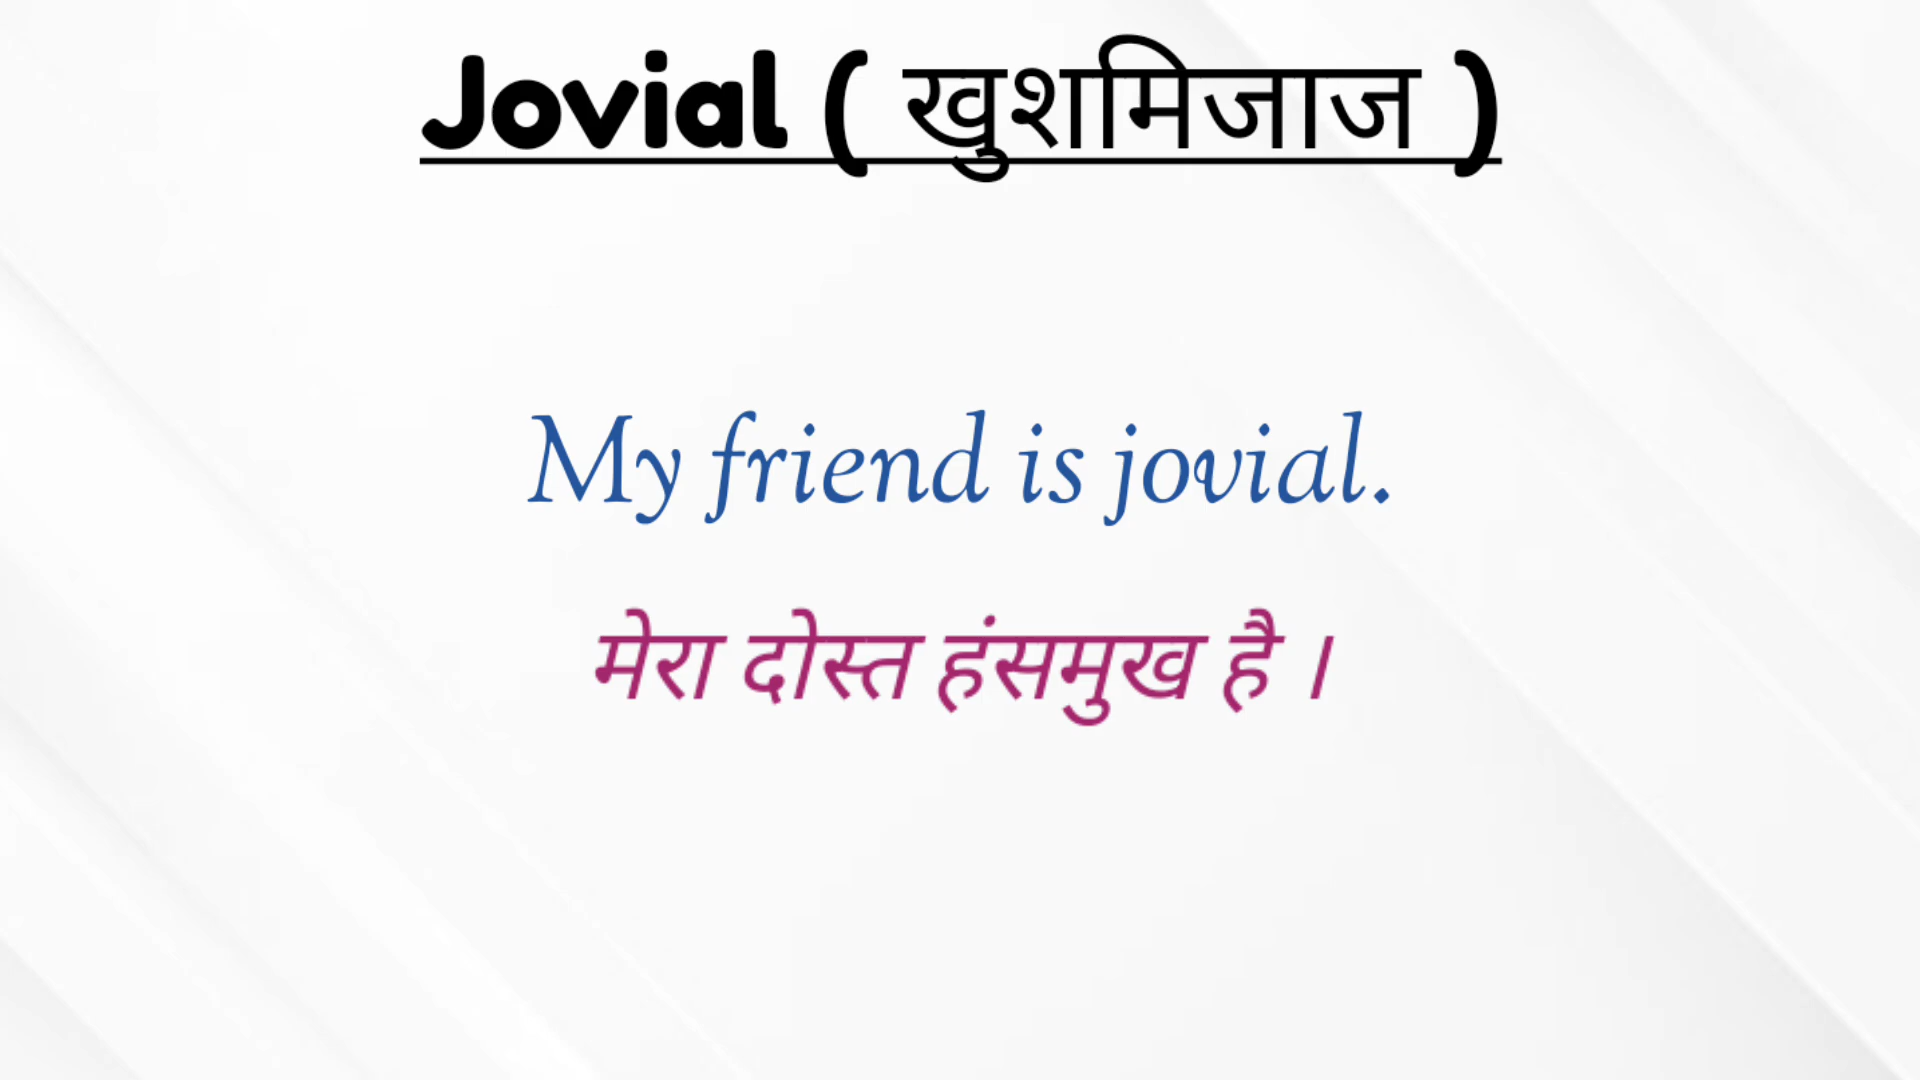 Jovial ( खुशमिजाज )
My friend is jovial.
मेरा दोस्त हंसमुख है ।